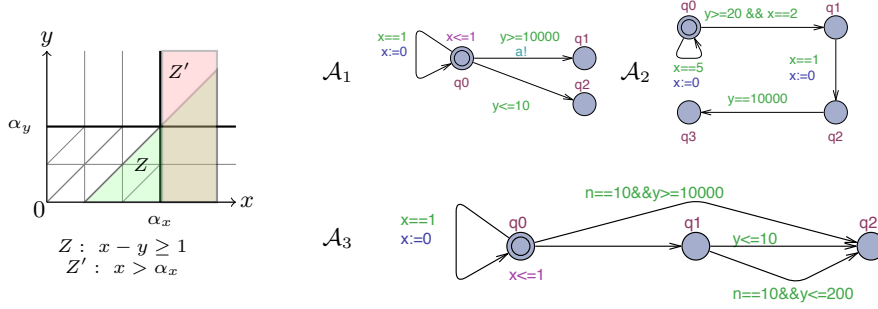 y
Z′
α_y
Z
0
x
α_x
Z : x − y ≥ 1
Z′ : x > α_x
A₁
x==1
x:=0
x<=1
q0
y>=10000
a!
q1
q2
y<=10
A₂
q0
y>=20 && x==2
q1
x==5
x:=0
x==1
x:=0
y==10000
q3
q2
A₃
x==1
x:=0
q0
x<=1
n==10&&y>=10000
q1
y<=10
q2
n==10&&y<=200